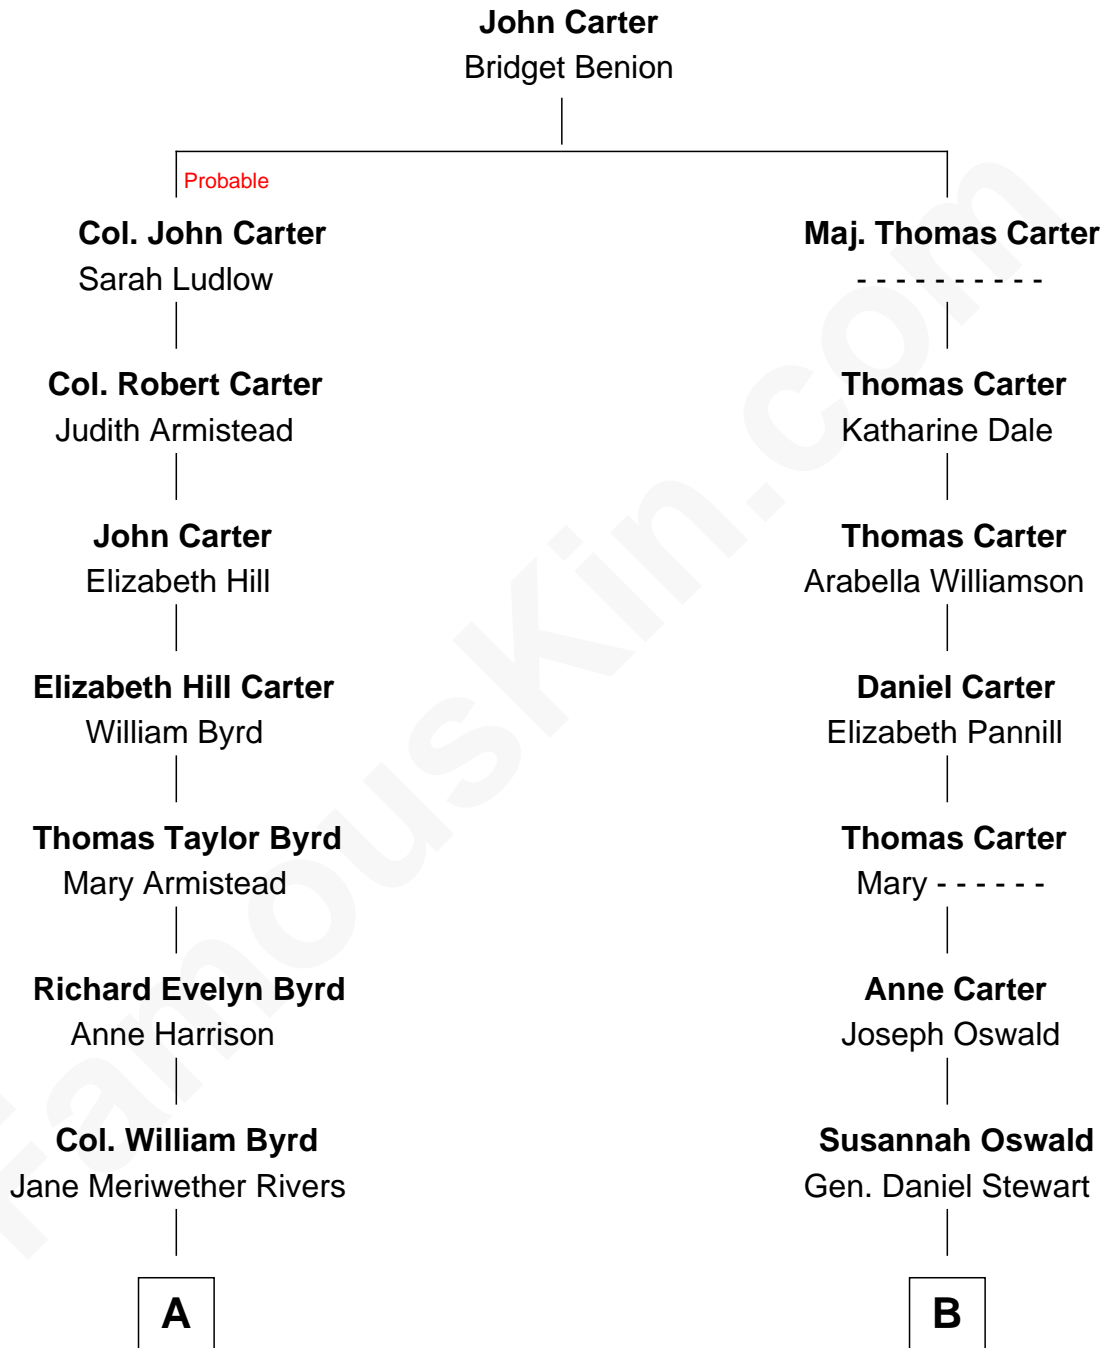 John Carter
Bridget Benion
Probable
Col. John Carter
Sarah Ludlow
Maj. Thomas Carter
- - - - - - - - - -
Col. Robert Carter
Judith Armistead
Thomas Carter
Katharine Dale
John Carter
Elizabeth Hill
Thomas Carter
Arabella Williamson
Elizabeth Hill Carter
William Byrd
Daniel Carter
Elizabeth Pannill
Thomas Taylor Byrd
Mary Armistead
Thomas Carter
Mary - - - - - -
Richard Evelyn Byrd
Anne Harrison
Anne Carter
Joseph Oswald
Col. William Byrd
Jane Meriwether Rivers
Susannah Oswald
Gen. Daniel Stewart
A
B
FamousKin.com